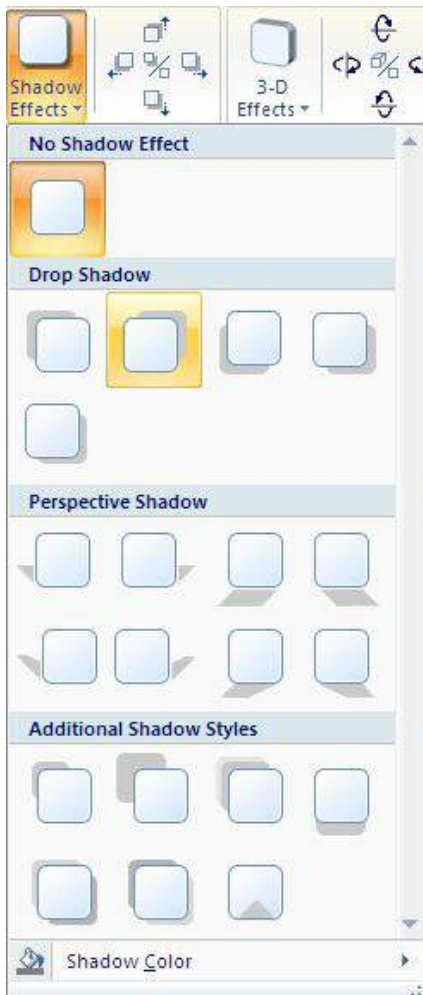 Shadow
Effects
3-D
Effects
No Shadow Effect
Drop Shadow
Perspective Shadow
Additional Shadow Styles
Shadow Color